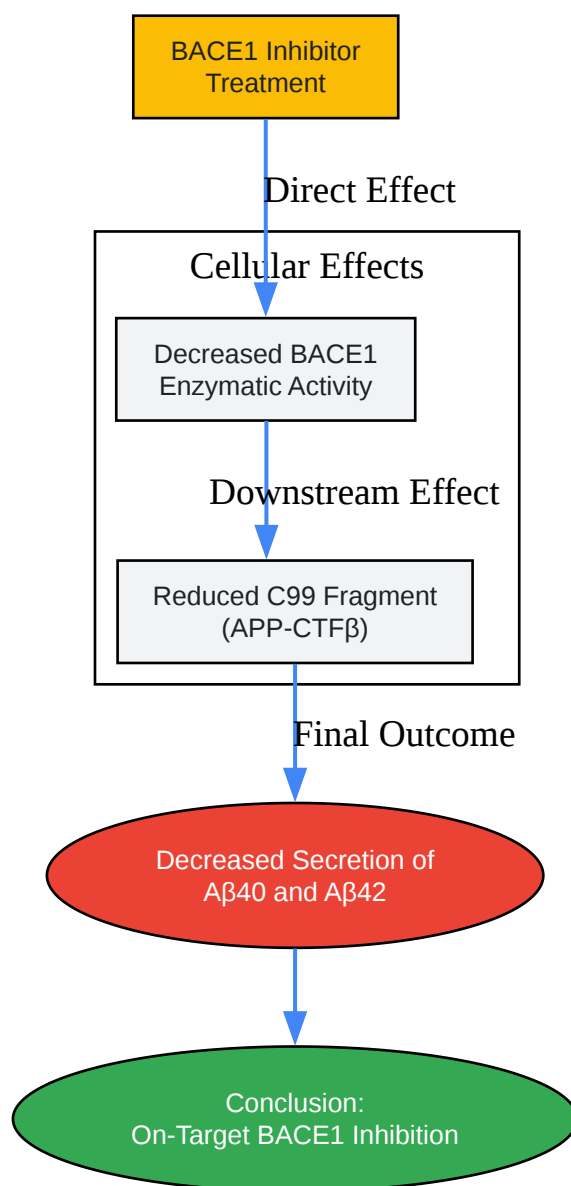 BACE1 Inhibitor
Treatment
Direct Effect
Cellular Effects
Decreased BACE1
Enzymatic Activity
Downstream Effect
Reduced C99 Fragment
(APP-CTFβ)
Final Outcome
Decreased Secretion of
Aβ40 and Aβ42
Conclusion:
On-Target BACE1 Inhibition